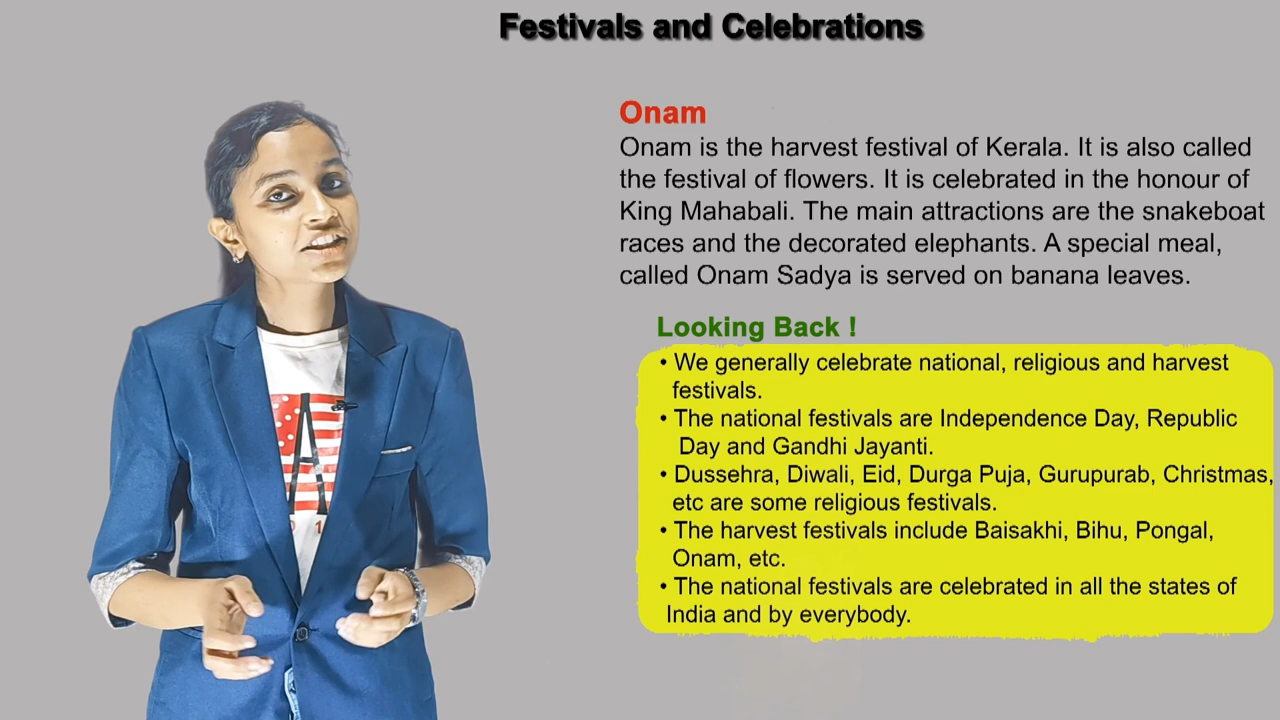 Festivals and Celebrations
Onam
Onam is the harvest festival of Kerala. It is also called
the festival of flowers. It is celebrated in the honour of
King Mahabali. The main attractions are the snakeboat
races and the decorated elephants. A special meal,
called Onam Sadya is served on banana leaves.
Looking Back !
• We generally celebrate national, religious and harvest
festivals.
• The national festivals are Independence Day, Republic
Day and Gandhi Jayanti.
• Dussehra, Diwali, Eid, Durga Puja, Gurupurab, Christmas,
etc are some religious festivals.
• The harvest festivals include Baisakhi, Bihu, Pongal,
Onam, etc.
• The national festivals are celebrated in all the states of
India and by everybody.